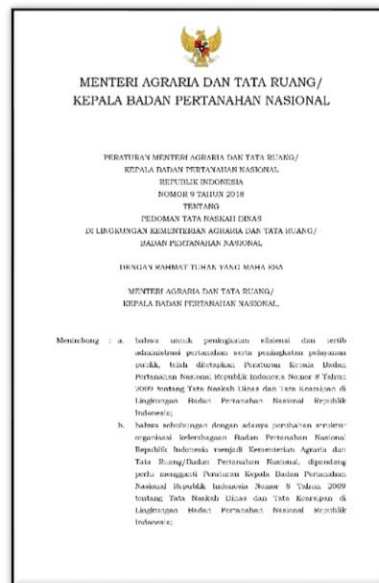 MENTERI AGRARIA DAN TATA RUANG/
KEPALA BADAN PERTANAHAN NASIONAL
PERATURAN MENTERI AGRARIA DAN TATA RUANG/
KEPALA BADAN PERTANAHAN NASIONAL
REPUBLIK INDONESIA
NOMOR 9 TAHUN 2018
TENTANG
PEDOMAN TATA NASKAH DINAS
DI LINGKUNGAN KEMENTERIAN AGRARIA DAN TATA RUANG/
BADAN PERTANAHAN NASIONAL
DENGAN RAHMAT TUHAN YANG MAHA ESA
MENTERI AGRARIA DAN TATA RUANG/
KEPALA BADAN PERTANAHAN NASIONAL,
Menimbang : a. bahwa untuk peningkatan efisiensi dan tertib
administrasi pertanahan serta peningkatan pelayanan
publik, telah ditetapkan Peraturan Kepala Badan
Pertanahan Nasional Republik Indonesia Nomor 8 Tahun
2009 tentang Tata Naskah Dinas dan Tata Kearsipan di
Lingkungan Badan Pertanahan Nasional Republik
Indonesia;
b. bahwa sehubungan dengan adanya perubahan struktur
organisasi kelembagaan Badan Pertanahan Nasional
Republik Indonesia menjadi Kementerian Agraria dan
Tata Ruang/Badan Pertanahan Nasional, dipandang
perlu mengganti Peraturan Kepala Badan Pertanahan
Nasional Republik Indonesia Nomor 8 Tahun 2009
tentang Tata Naskah Dinas dan Tata Kearsipan di
Lingkungan Badan Pertanahan Nasional Republik
Indonesia;